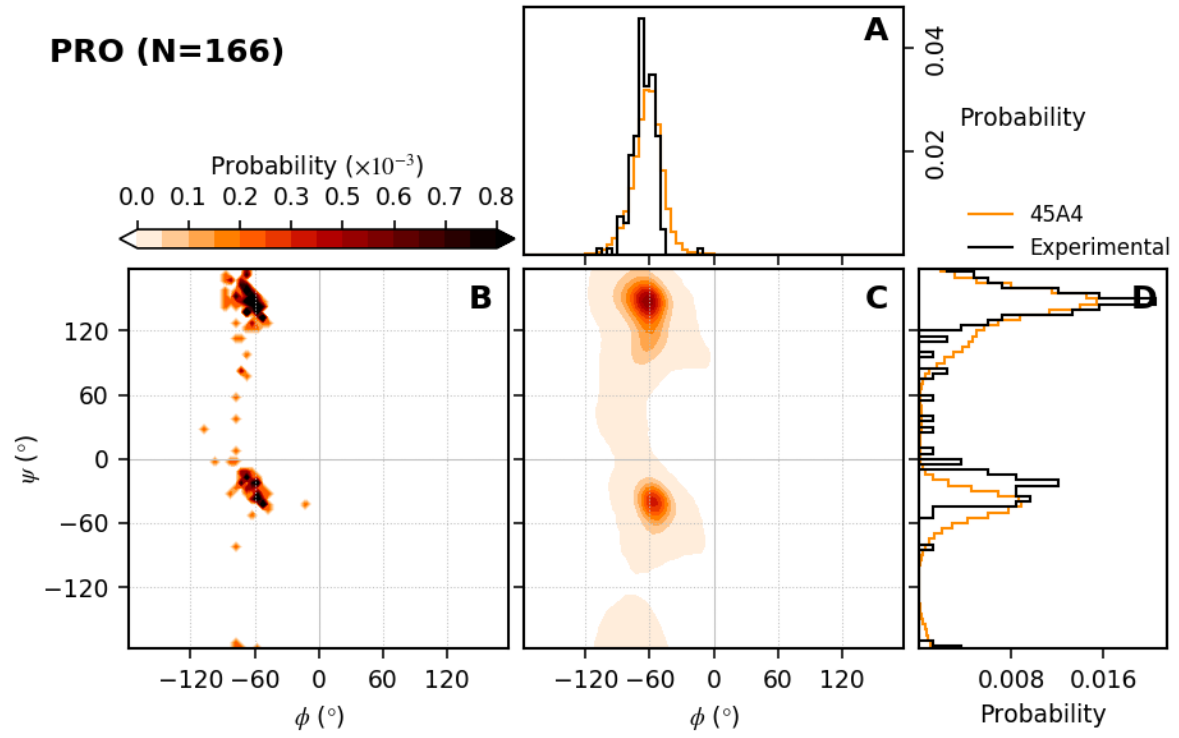 PRO (N=166)
A
0.04
0.02
Probability
Probability (×10⁻³)
0.0 0.1 0.2 0.3 0.4 0.5 0.6 0.7 0.8
45A4
Experimental
B
C
D
120
60
0
−60
−120
ψ (°)
−120 −60 0 60 120
−120 −60 0 60 120
0.008 0.016
ϕ (°)
ϕ (°)
Probability